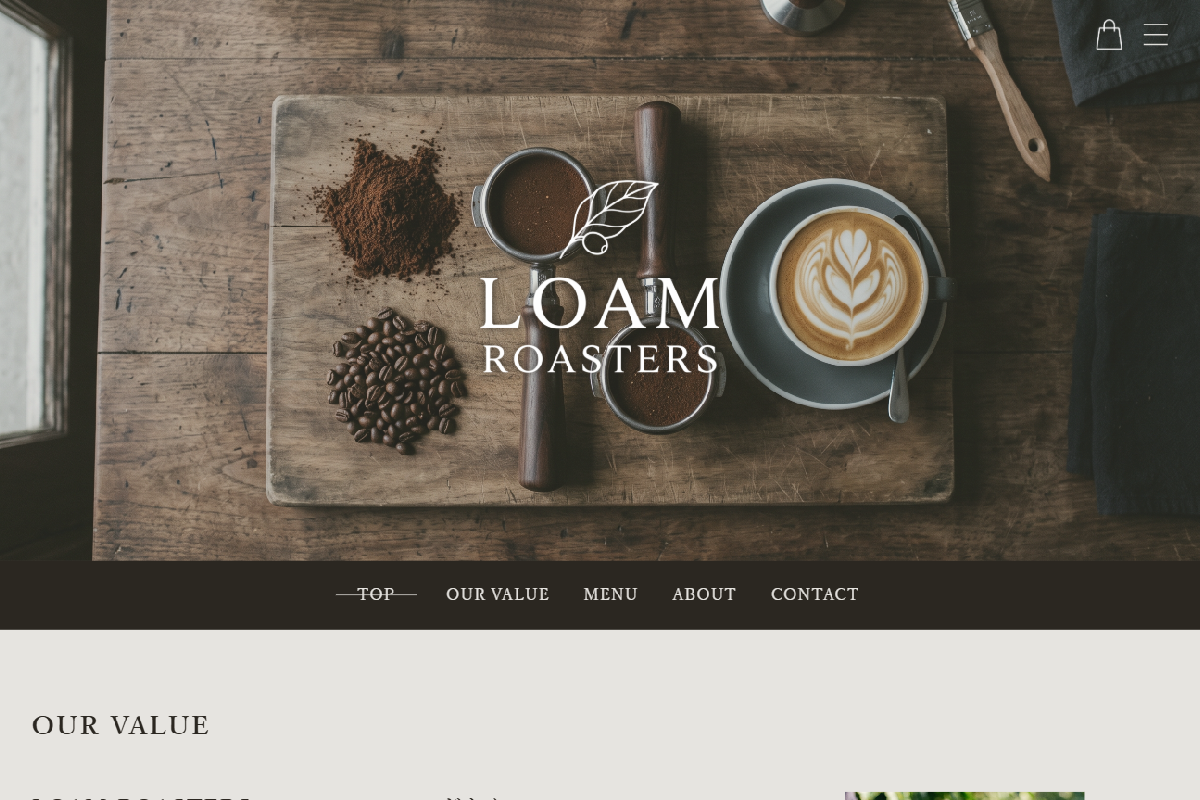 LOAM
ROASTERS
TOP
OUR VALUE
MENU
ABOUT
CONTACT
OUR VALUE